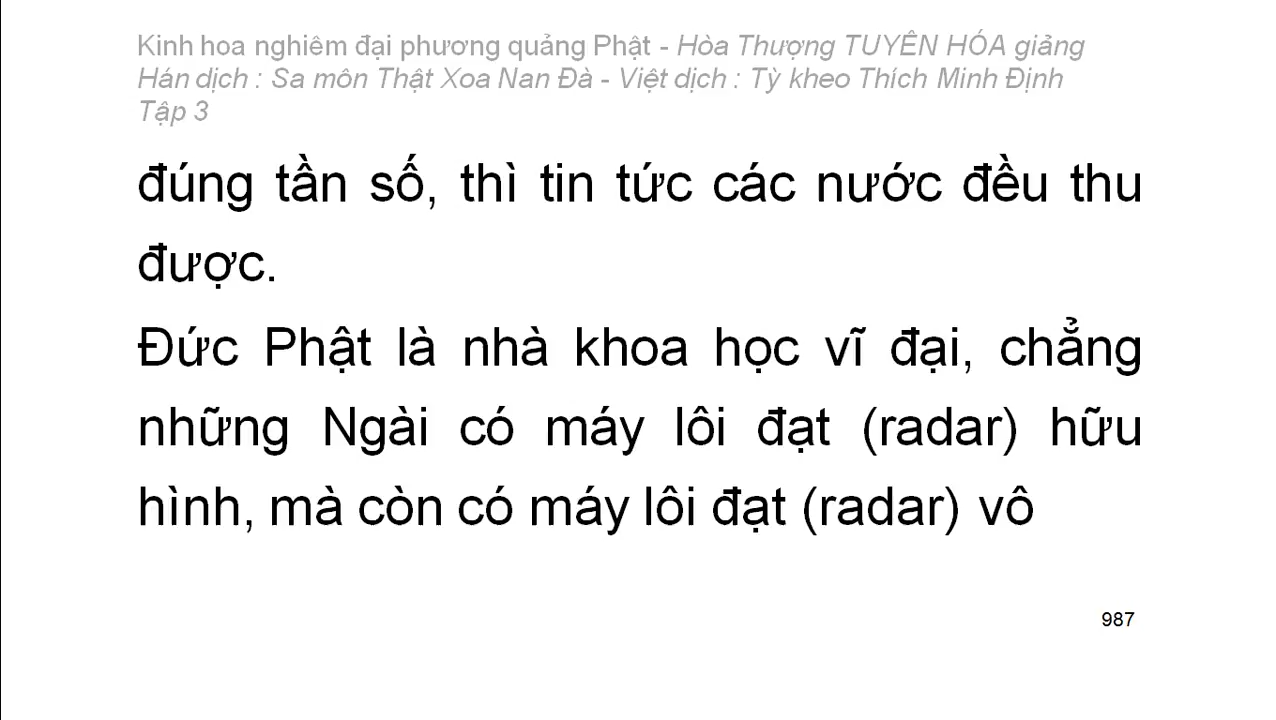 Kinh hoa nghiêm đại phương quảng Phật - Hòa Thượng TUYÊN HÓA giảng
Hán dịch : Sa môn Thật Xoa Nan Đà - Việt dịch : Tỳ kheo Thích Minh Định
Tập 3
đúng tần số, thì tin tức các nước đều thu
được.
Đức Phật là nhà khoa học vĩ đại, chẳng
những Ngài có máy lôi đạt (radar) hữu
hình, mà còn có máy lôi đạt (radar) vô
987